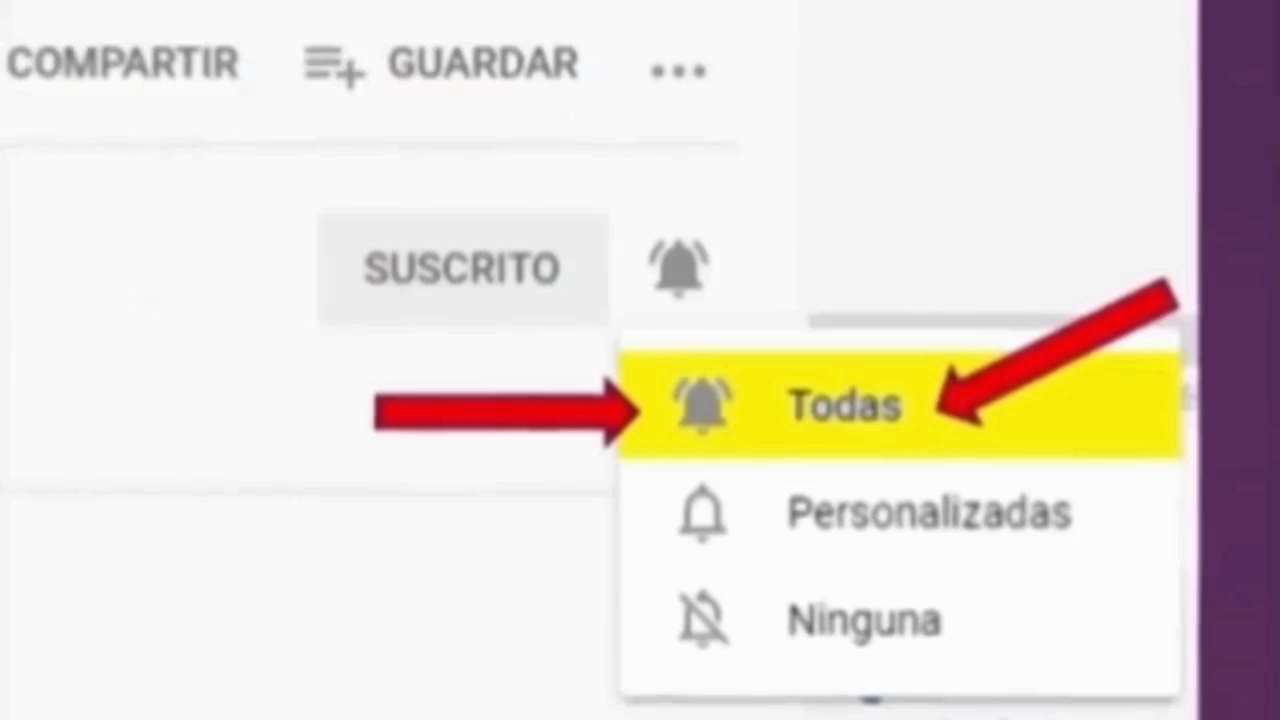 COMPARTIR GUARDAR ...
SUSCRITO
Todas
Personalizadas
Ninguna